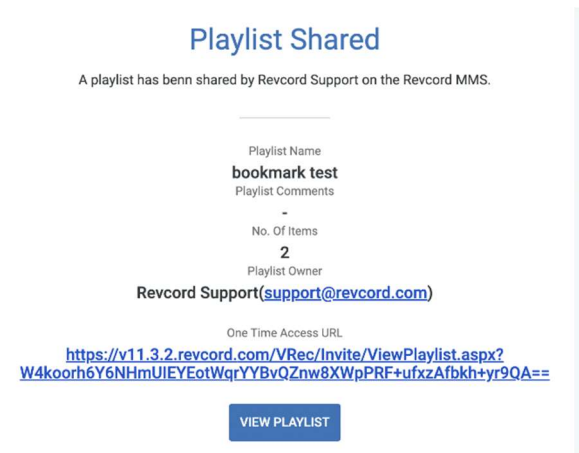 Playlist Shared
A playlist has benn shared by Revcord Support on the Revcord MMS.
Playlist Name
bookmark test
Playlist Comments
-
No. Of Items
2
Playlist Owner
Revcord Support(support@revcord.com)
One Time Access URL
https://v11.3.2.revcord.com/VRec/Invite/ViewPlaylist.aspx?
W4koorh6Y6NHmUlEYEotWqrYYBvQZnw8XWpPRF+ufxzAfbkh+yr9QA==
VIEW PLAYLIST